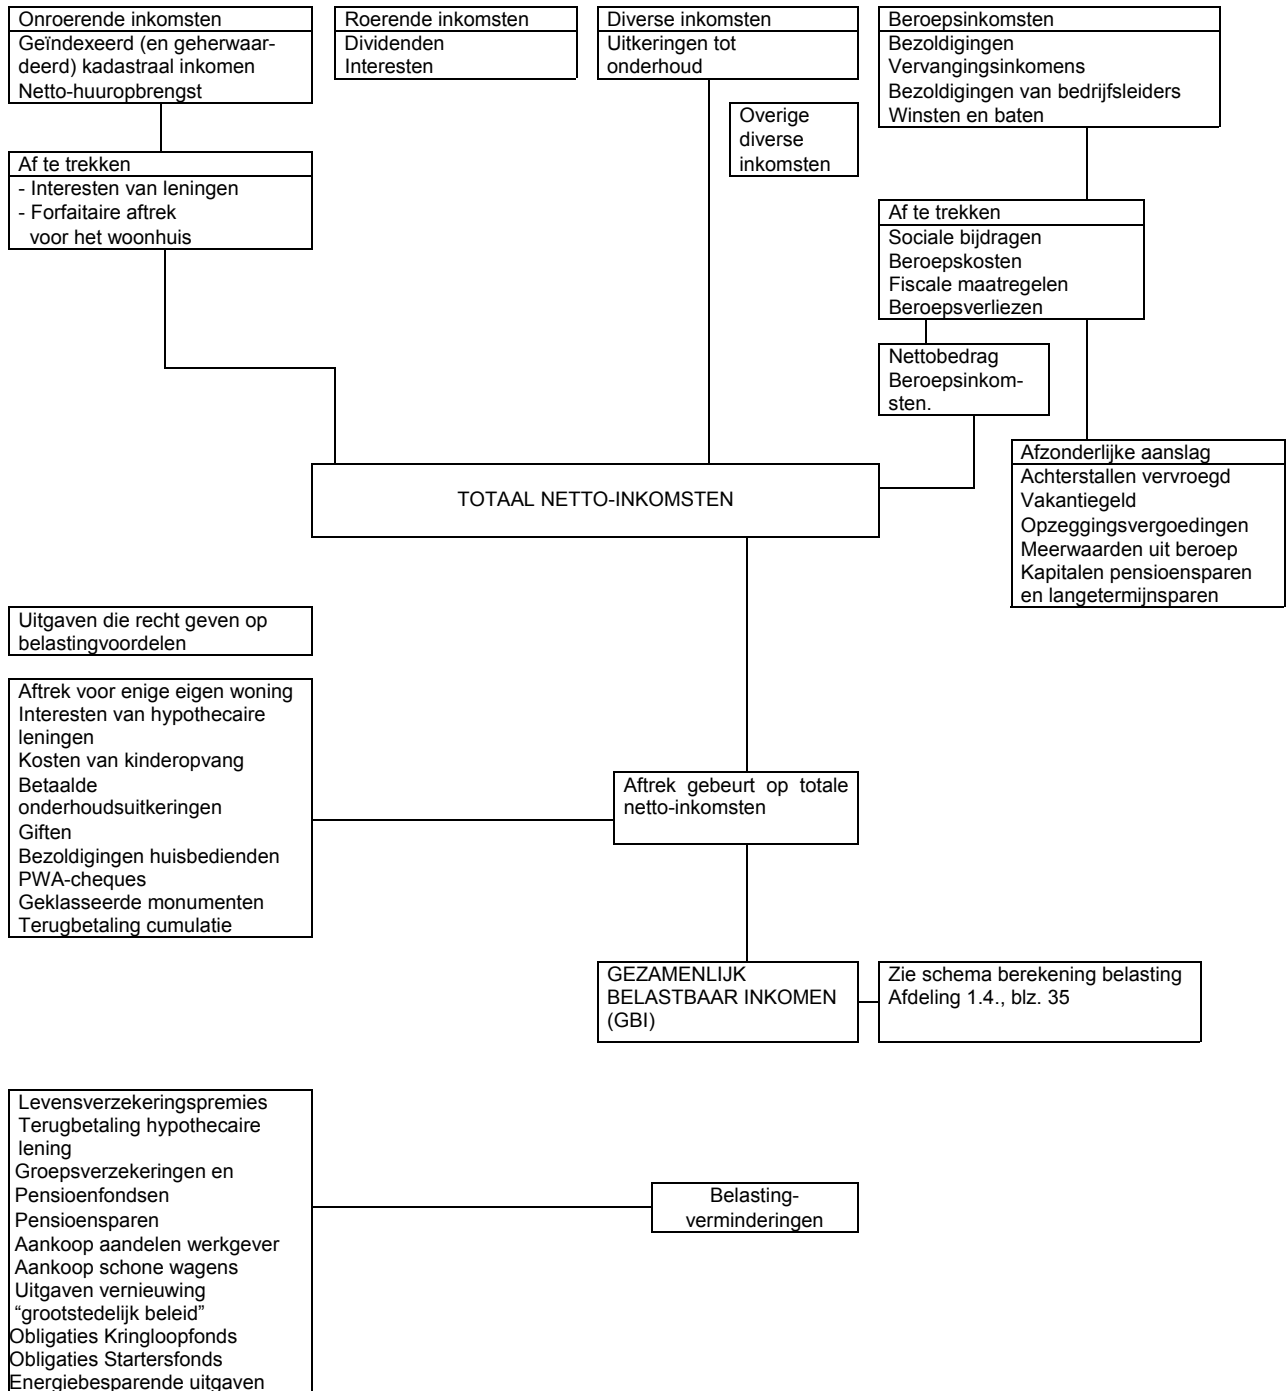 Onroerende inkomsten
Geïndexeerd (en geherwaar-
deerd) kadastraal inkomen
Netto-huuropbrengst
Roerende inkomsten
Dividenden
Interesten
Diverse inkomsten
Uitkeringen tot
onderhoud
Overige
diverse
inkomsten
Beroepsinkomsten
Bezoldigingen
Vervangingsinkomens
Bezoldigingen van bedrijfsleiders
Winsten en baten
Af te trekken
- Interesten van leningen
- Forfaitaire aftrek
voor het woonhuis
Af te trekken
Sociale bijdragen
Beroepskosten
Fiscale maatregelen
Beroepsverliezen
Nettobedrag
Beroepsinkom-
sten.
Afzonderlijke aanslag
Achterstallen vervroegd
Vakantiegeld
Opzeggingsvergoedingen
Meerwaarden uit beroep
Kapitalen pensioensparen
en langetermijnsparen
TOTAAL NETTO-INKOMSTEN
Uitgaven die recht geven op
belastingvoordelen
Aftrek voor enige eigen woning
Interesten van hypothecaire
leningen
Kosten van kinderopvang
Betaalde
onderhoudsuitkeringen
Giften
Bezoldigingen huisbedienden
PWA-cheques
Geklasseerde monumenten
Terugbetaling cumulatie
Aftrek gebeurt op totale
netto-inkomsten
GEZAMENLIJK
BELASTBAAR INKOMEN
(GBI)
Zie schema berekening belasting
Afdeling 1.4., blz. 35
Levensverzekeringspremies
Terugbetaling hypothecaire
lening
Groepsverzekeringen en
Pensioenfondsen
Pensioensparen
Aankoop aandelen werkgever
Aankoop schone wagens
Uitgaven vernieuwing
“grootstedelijk beleid”
Obligaties Kringloopfonds
Obligaties Startersfonds
Energiebesparende uitgaven
Belasting-
verminderingen